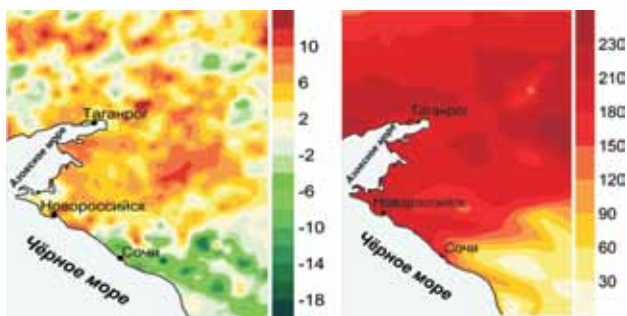 10
6
2
-2
-6
-10
-14
-18
Таганрог
Азовское море
Новороссийск
Сочи
Чёрное море
230
210
180
150
120
90
60
30
Таганрог
Азовское море
Новороссийск
Сочи
Чёрное море